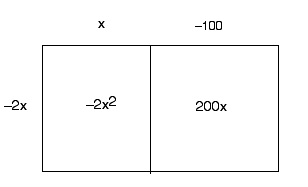 x –100
–2x –2x² 200x